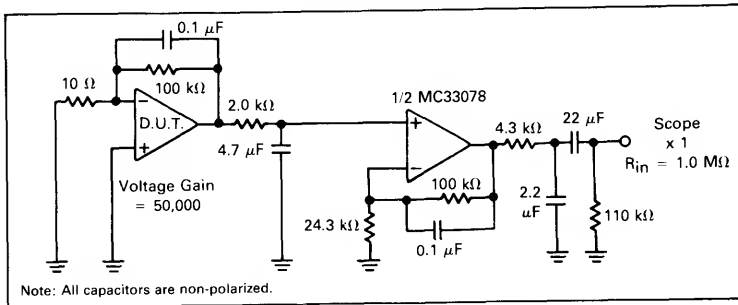 0.1 μF
10 Ω
100 kΩ
−
D.U.T.
+
Voltage Gain
= 50,000
2.0 kΩ
4.7 μF
1/2 MC33078
+
−
100 kΩ
24.3 kΩ
0.1 μF
4.3 kΩ
22 μF
2.2
μF
110 kΩ
Scope
x 1
Rin = 1.0 MΩ
Note: All capacitors are non-polarized.